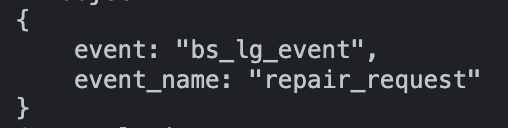 {
    event: "bs_lg_event",
    event_name: "repair_request"
}